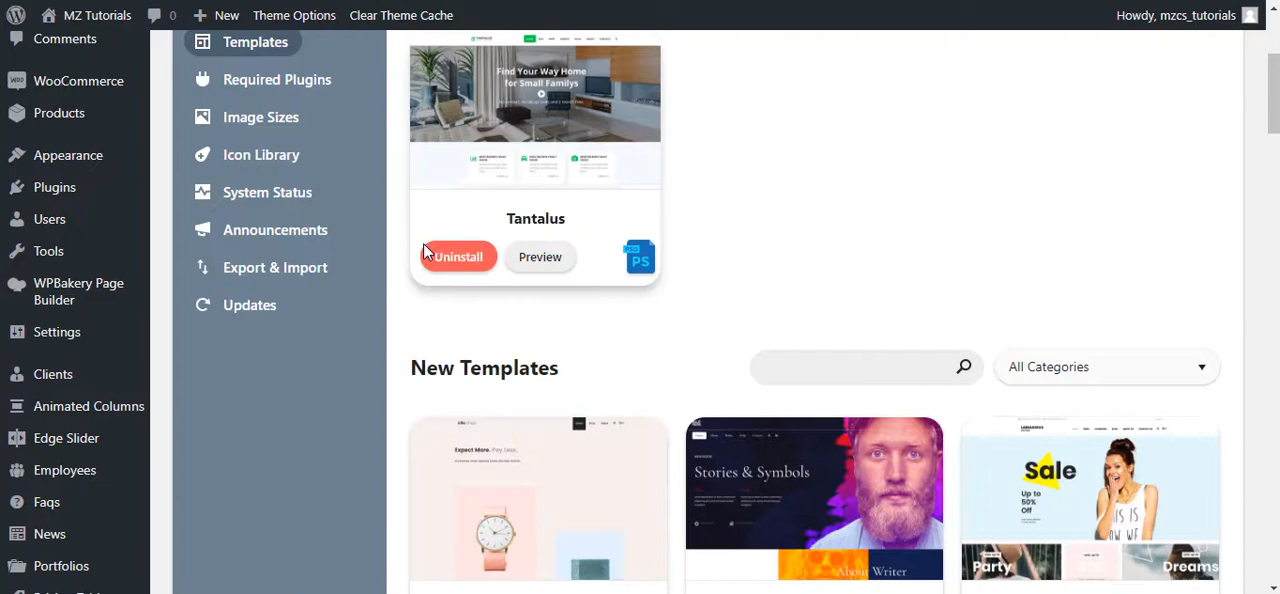 MZ Tutorials
0
New
Theme Options
Clear Theme Cache
Howdy, mzcs_tutorials
Comments
WooCommerce
Products
Appearance
Plugins
Users
Tools
WPBakery Page
Builder
Settings
Clients
Animated Columns
Edge Slider
Employees
Faqs
News
Portfolios
Templates
Required Plugins
Image Sizes
Icon Library
System Status
Announcements
Export & Import
Updates
Find Your Way Home
for Small Familys
Tantalus
Uninstall
Preview
PS
New Templates
All Categories
Expect More. Pay Less.
Stories & Symbols
About Writer
Sale
Up to
50%
Off
THIS IS
Party
Dreams